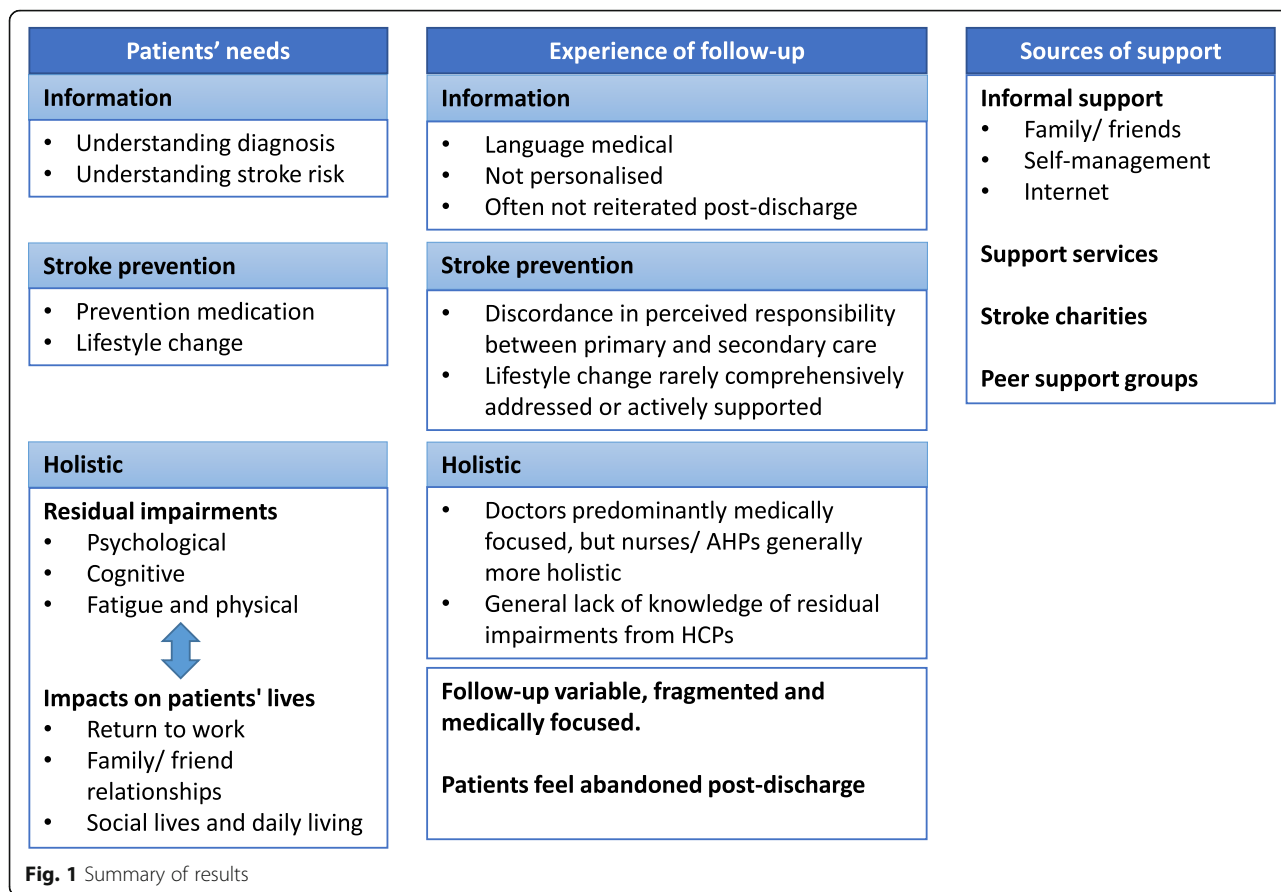 Patients’ needs
Information
• Understanding diagnosis
• Understanding stroke risk
Stroke prevention
• Prevention medication
• Lifestyle change
Holistic
Residual impairments
• Psychological
• Cognitive
• Fatigue and physical
Impacts on patients' lives
• Return to work
• Family/ friend
relationships
• Social lives and daily living
Experience of follow-up
Information
• Language medical
• Not personalised
• Often not reiterated post-discharge
Stroke prevention
• Discordance in perceived responsibility
between primary and secondary care
• Lifestyle change rarely comprehensively
addressed or actively supported
Holistic
• Doctors predominantly medically
focused, but nurses/ AHPs generally
more holistic
• General lack of knowledge of residual
impairments from HCPs
Follow-up variable, fragmented and
medically focused.
Patients feel abandoned post-discharge
Sources of support
Informal support
• Family/ friends
• Self-management
• Internet
Support services
Stroke charities
Peer support groups
Fig. 1 Summary of results